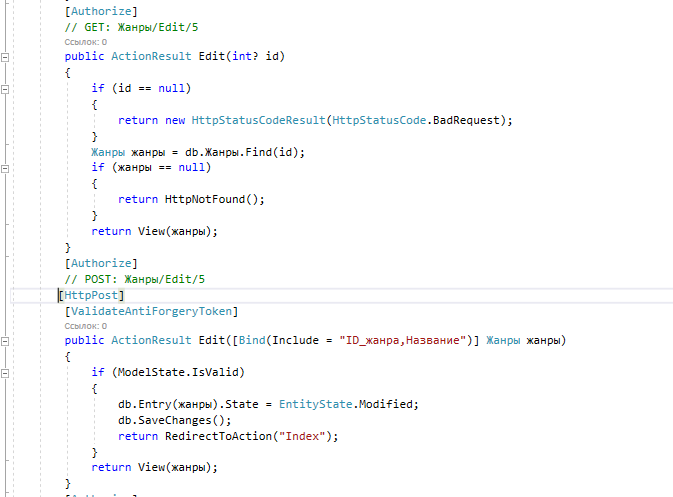 [Authorize]
// GET: Жанры/Edit/5
Ссылок: 0
public ActionResult Edit(int? id)
{
if (id == null)
{
return new HttpStatusCodeResult(HttpStatusCode.BadRequest);
}
Жанры жанры = db.Жанры.Find(id);
if (жанры == null)
{
return HttpNotFound();
}
return View(жанры);
}
[Authorize]
// POST: Жанры/Edit/5
[HttpPost]
[ValidateAntiForgeryToken]
Ссылок: 0
public ActionResult Edit([Bind(Include = "ID_жанра,Название")] Жанры жанры)
{
if (ModelState.IsValid)
{
db.Entry(жанры).State = EntityState.Modified;
db.SaveChanges();
return RedirectToAction("Index");
}
return View(жанры);
}